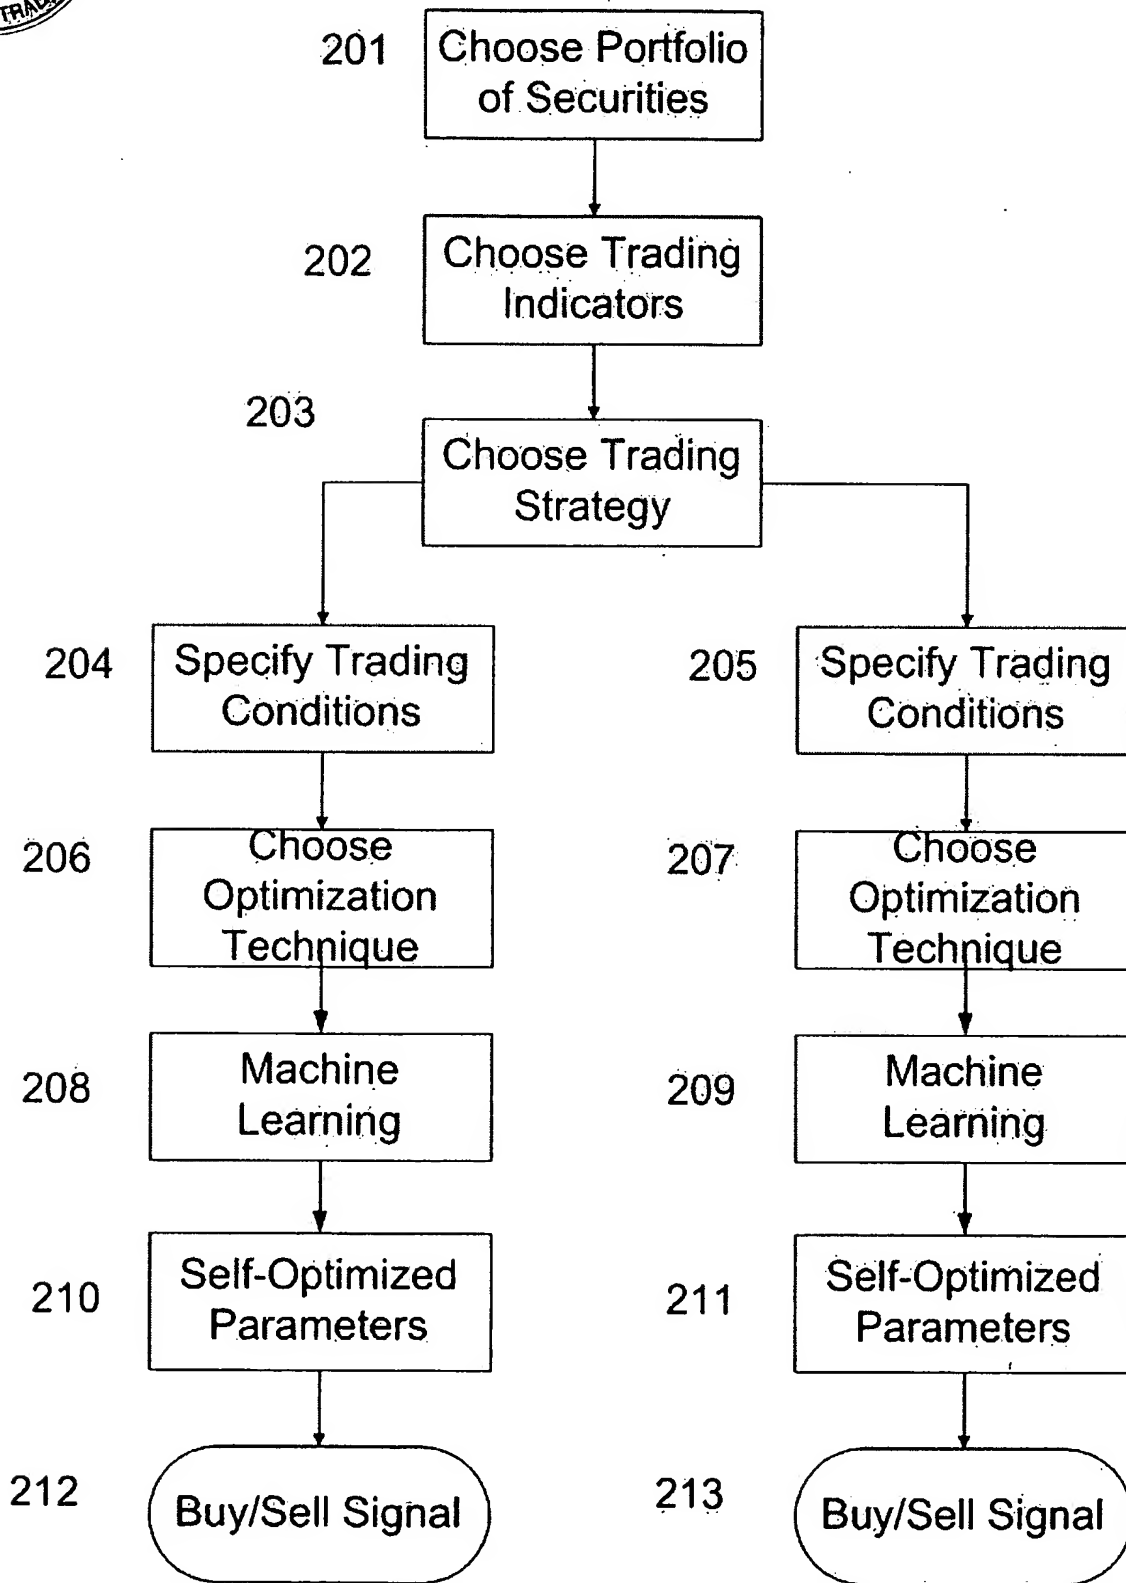 TRAD
201
Choose Portfolio
of Securities
202
Choose Trading
Indicators
203
Choose Trading
Strategy
204
Specify Trading
Conditions
205
Specify Trading
Conditions
206
Choose
Optimization
Technique
207
Choose
Optimization
Technique
208
Machine
Learning
209
Machine
Learning
210
Self-Optimized
Parameters
211
Self-Optimized
Parameters
212
Buy/Sell Signal
213
Buy/Sell Signal